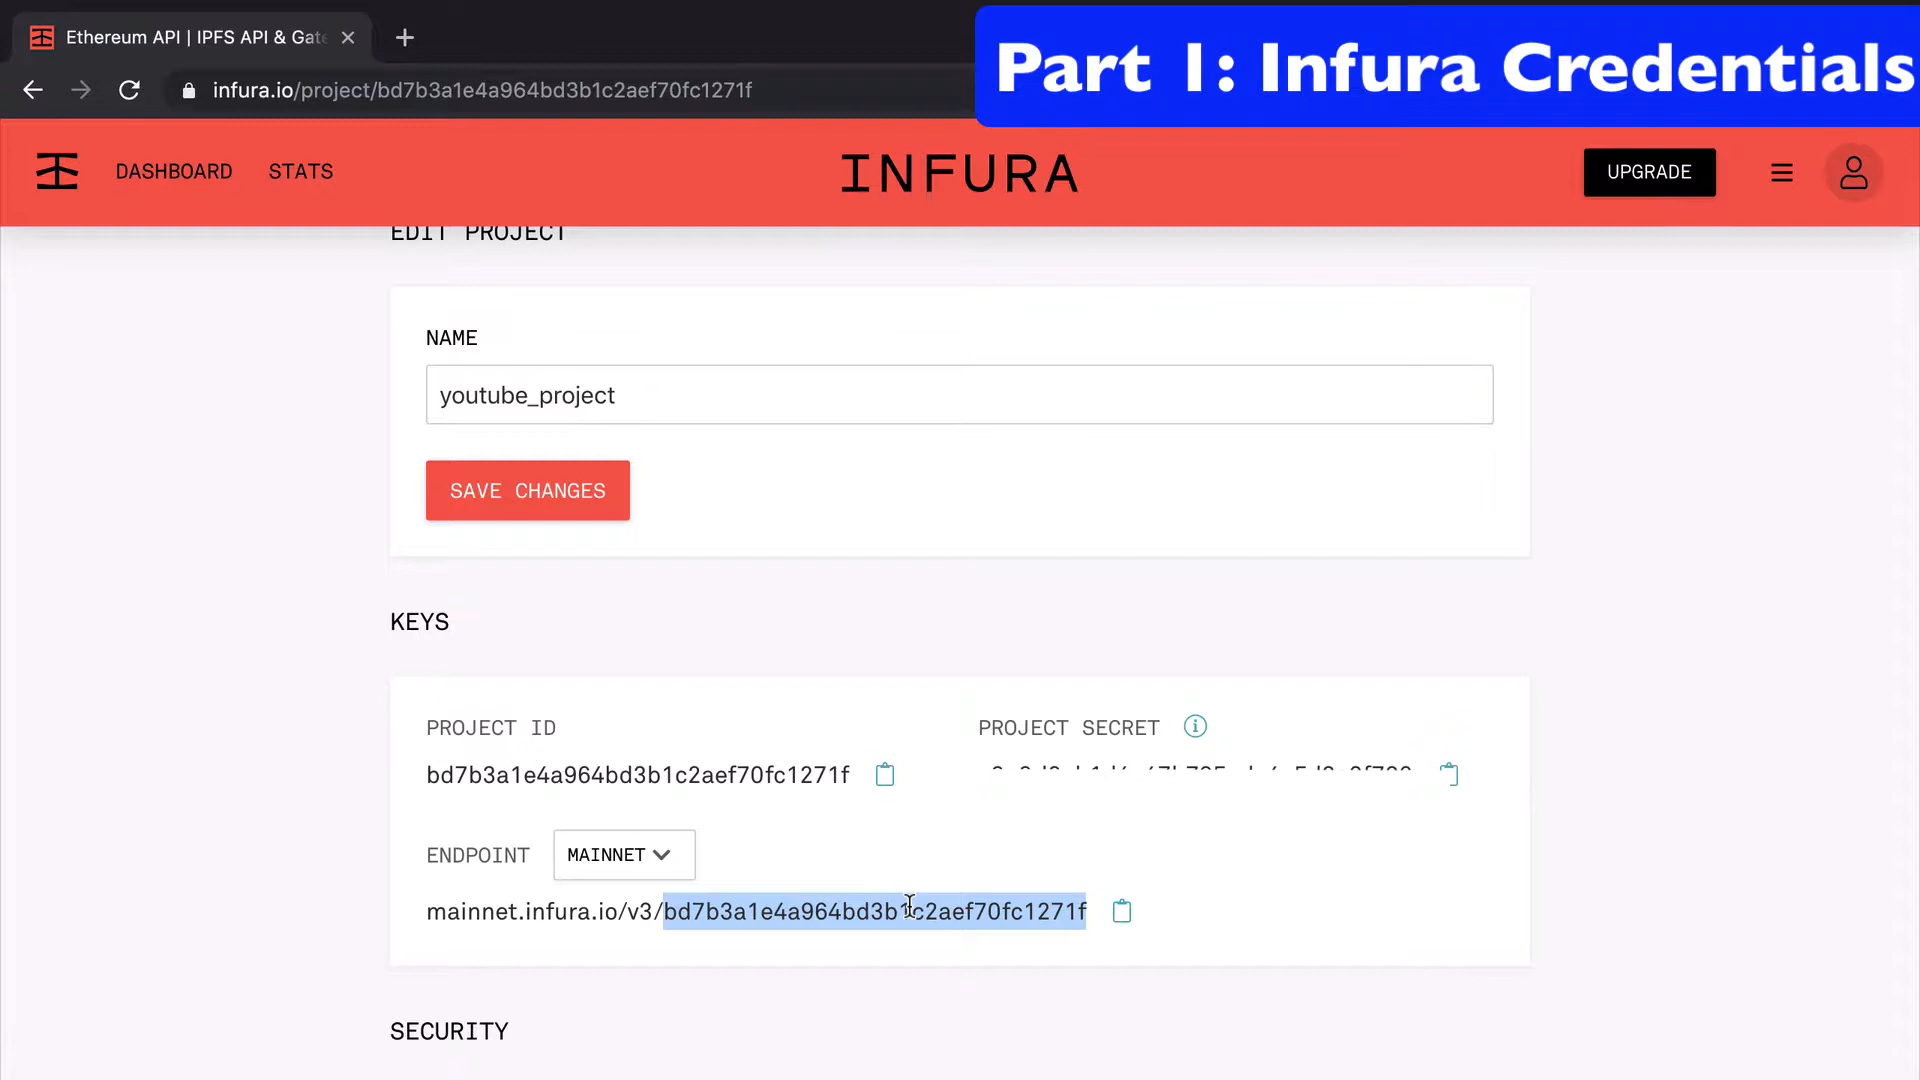 Ethereum API | IPFS API & Gat
Part 1: Infura Credentials
infura.io/project/bd7b3a1e4a964bd3b1c2aef70fc1271f
DASHBOARD STATS
INFURA
UPGRADE
EDIT PROJECT
NAME
youtube_project
SAVE CHANGES
KEYS
PROJECT ID
PROJECT SECRET
bd7b3a1e4a964bd3b1c2aef70fc1271f
ENDPOINT MAINNET
mainnet.infura.io/v3/bd7b3a1e4a964bd3b1c2aef70fc1271f
SECURITY